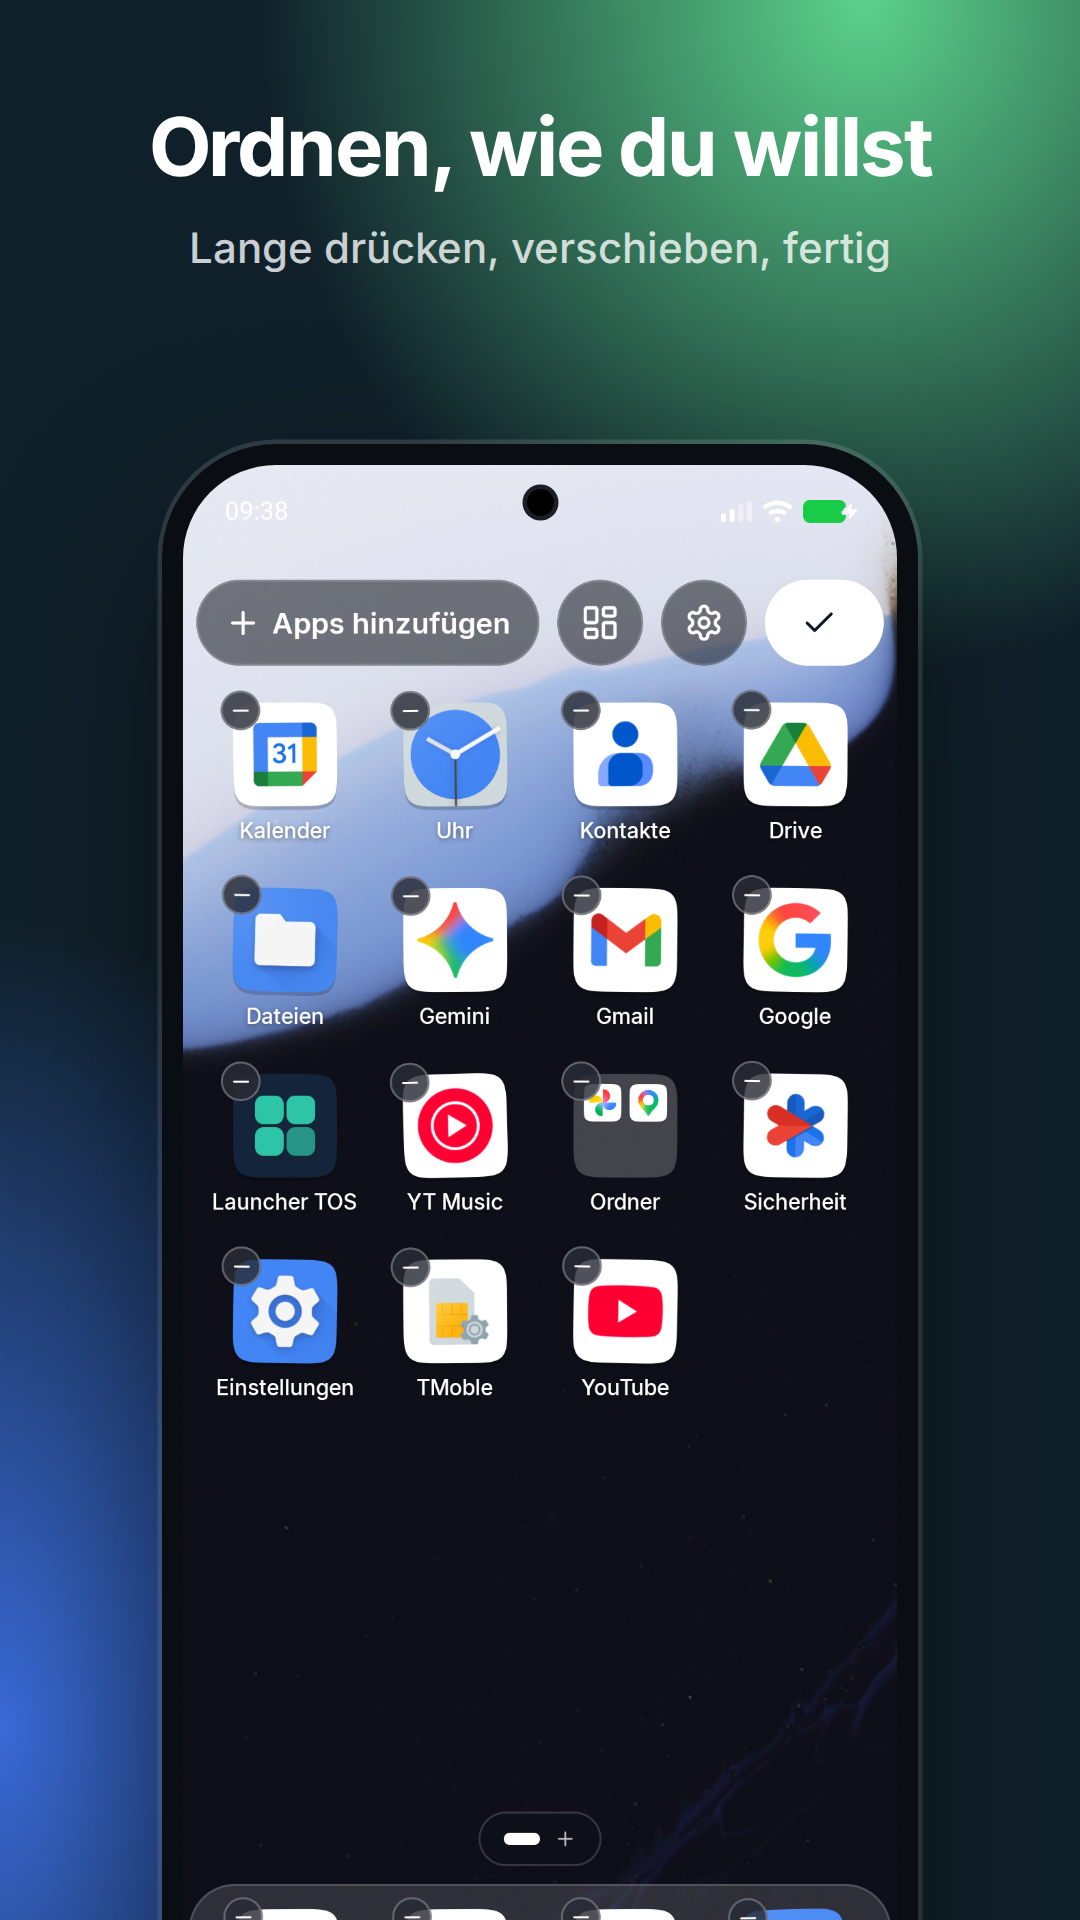 Ordnen, wie du willst
Lange drücken, verschieben, fertig
09:38
Apps hinzufügen
31
Kalender Uhr Kontakte Drive
Dateien Gemini Gmail Google
Launcher TOS YT Music Ordner Sicherheit
Einstellungen TMoble YouTube